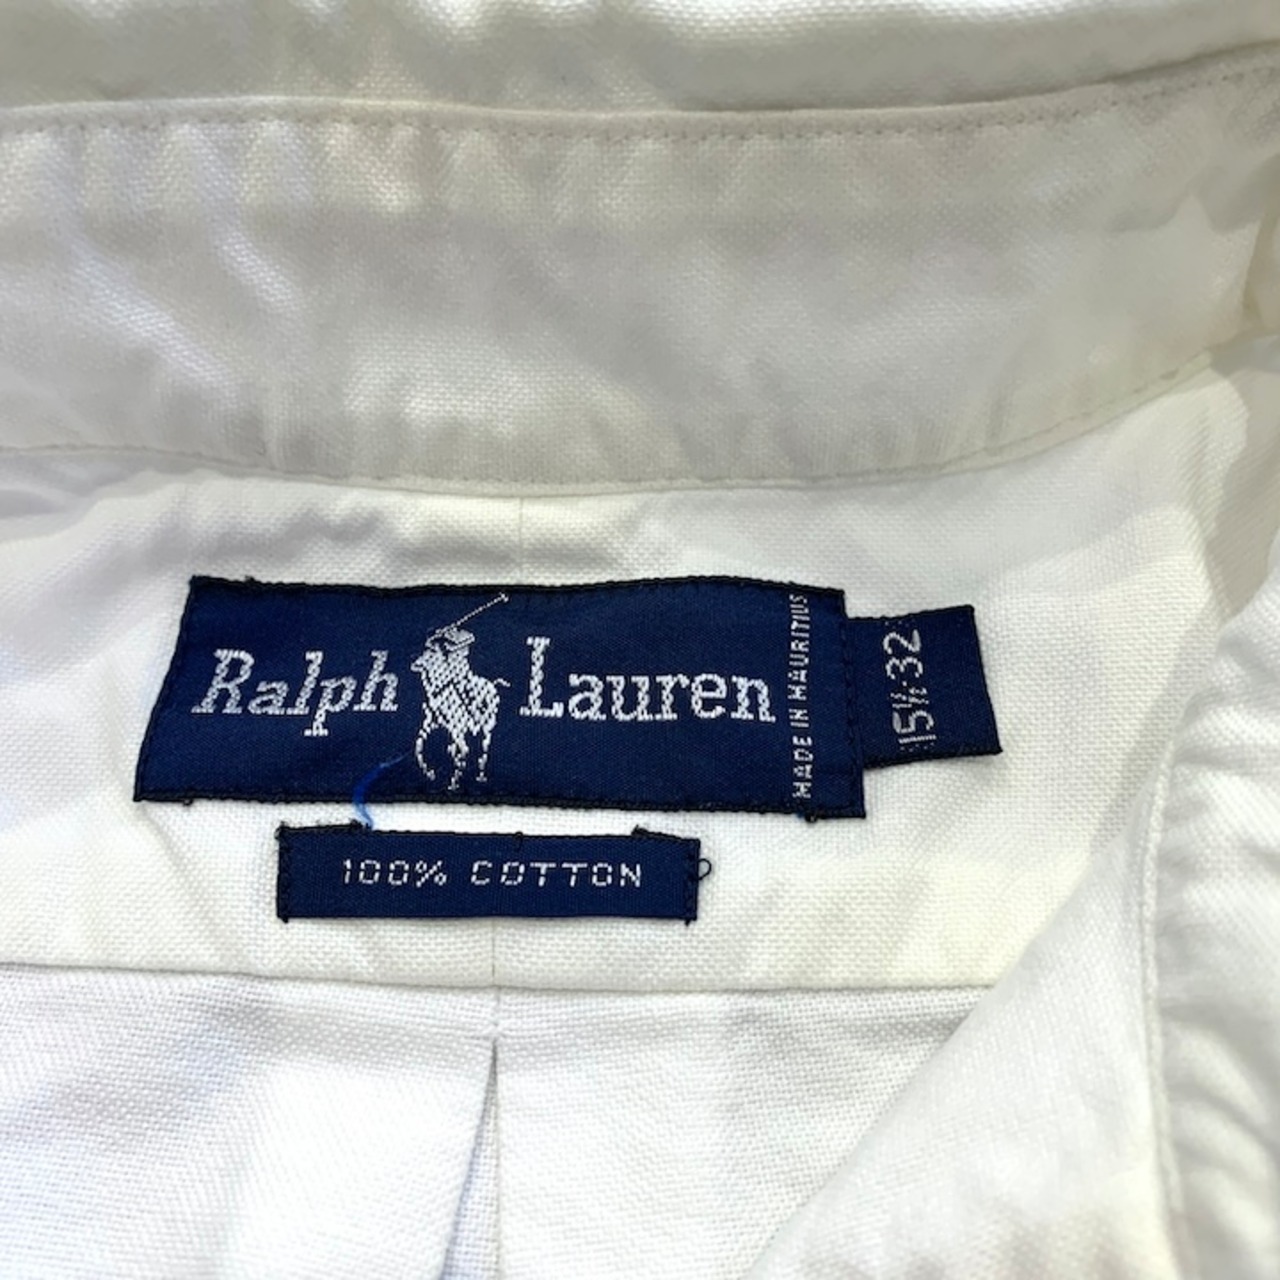 Ralph Lauren
MADE IN MAURITIUS
15½:32
100% COTTON